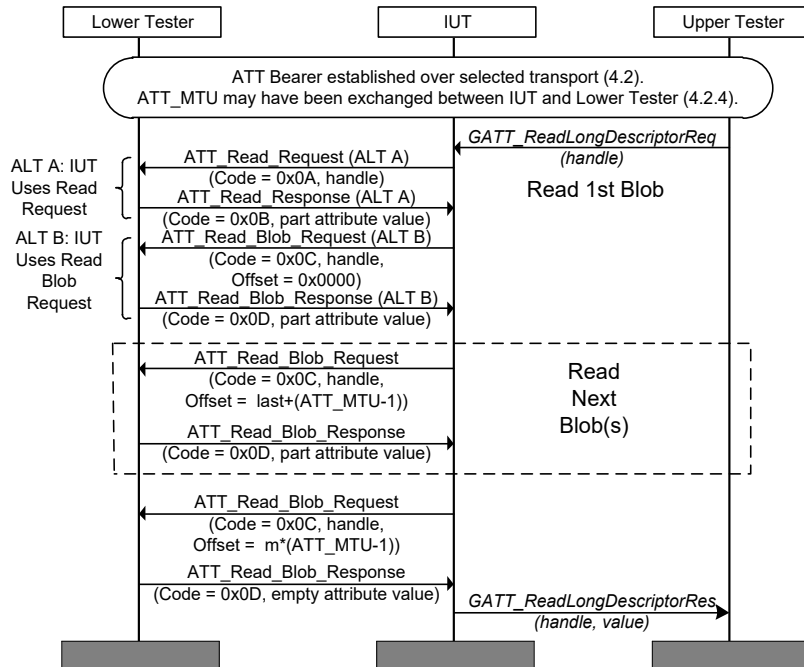 Lower Tester
IUT
Upper Tester
ATT Bearer established over selected transport (4.2).
ATT_MTU may have been exchanged between IUT and Lower Tester (4.2.4).
GATT_ReadLongDescriptorReq
(handle)
Read 1st Blob
ALT A: IUT
Uses Read
Request
ATT_Read_Request (ALT A)
(Code = 0x0A, handle)
ATT_Read_Response (ALT A)
(Code = 0x0B, part attribute value)
ALT B: IUT
Uses Read
Blob
Request
ATT_Read_Blob_Request (ALT B)
(Code = 0x0C, handle,
Offset = 0x0000)
ATT_Read_Blob_Response (ALT B)
(Code = 0x0D, part attribute value)
ATT_Read_Blob_Request
(Code = 0x0C, handle,
Offset =  last+(ATT_MTU-1))
ATT_Read_Blob_Response
(Code = 0x0D, part attribute value)
Read
Next
Blob(s)
ATT_Read_Blob_Request
(Code = 0x0C, handle,
Offset =  m*(ATT_MTU-1))
ATT_Read_Blob_Response
(Code = 0x0D, empty attribute value)
GATT_ReadLongDescriptorRes
(handle, value)